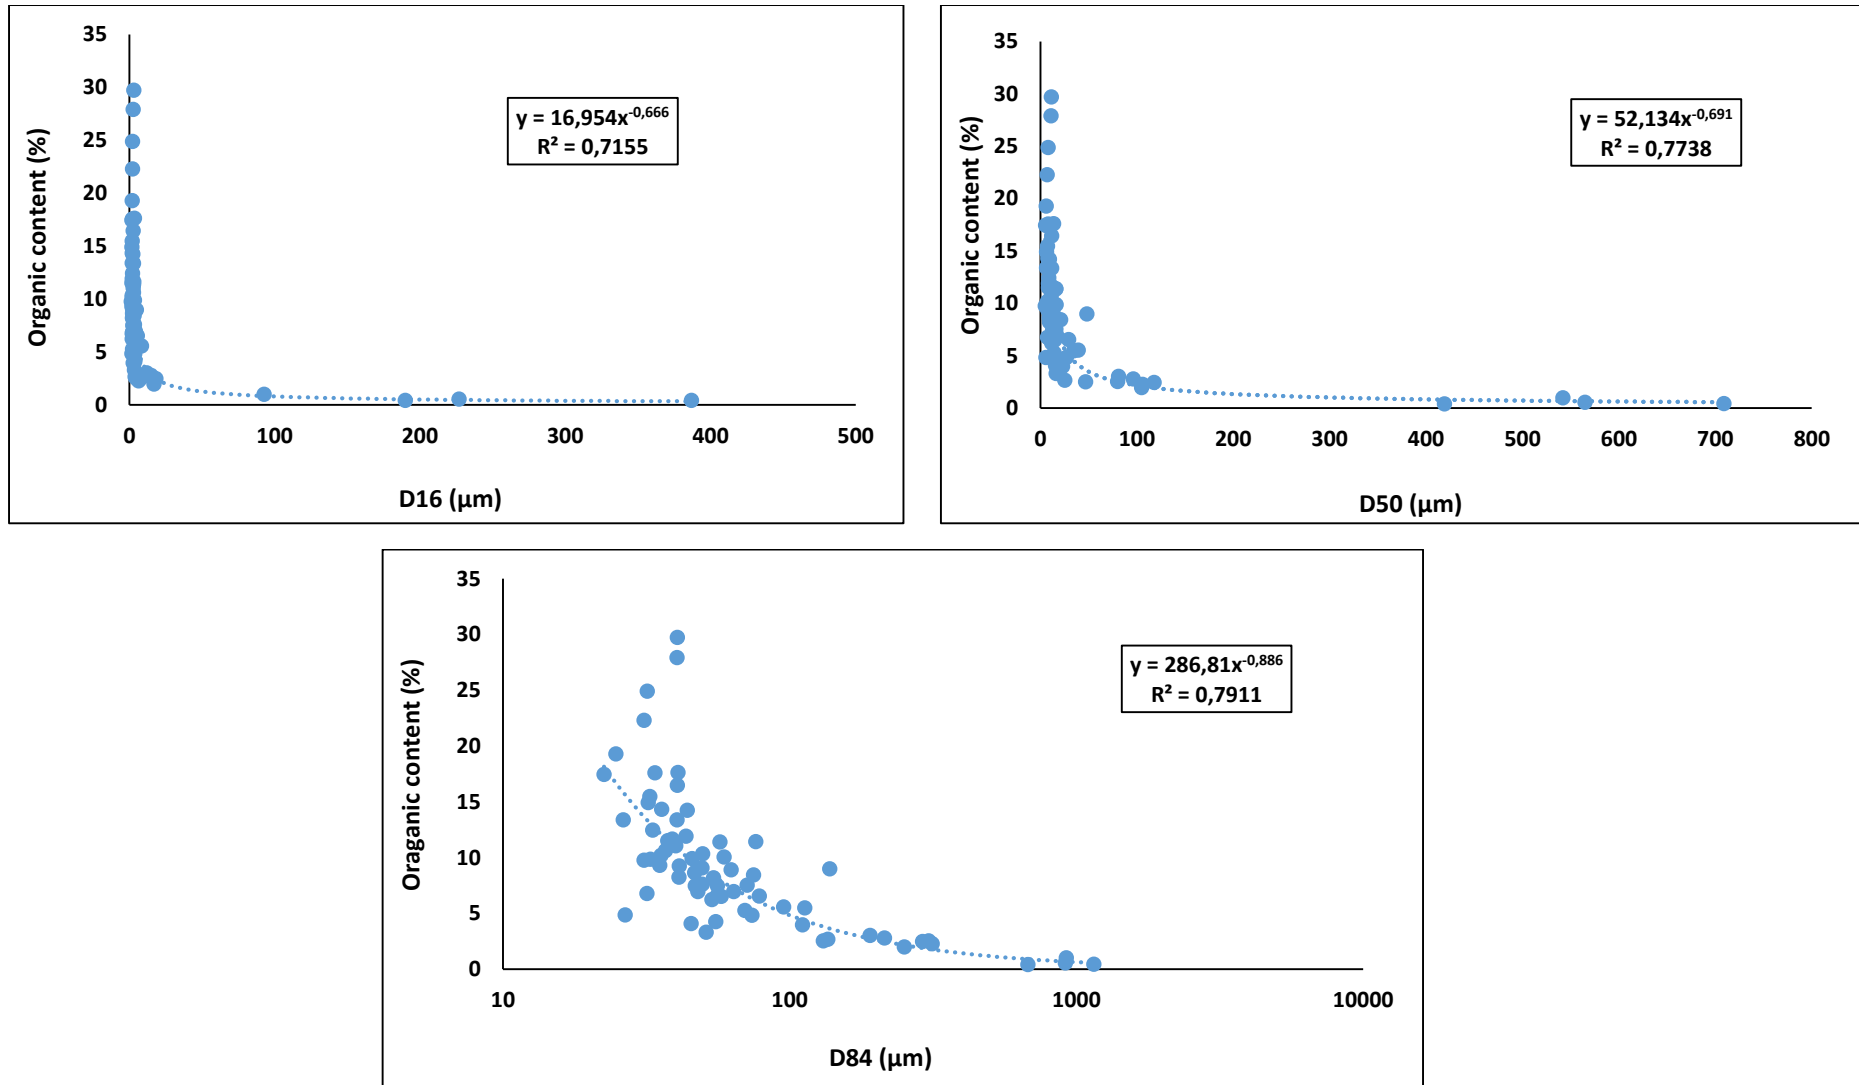 35
30
25
20
15
10
5
0
Organic content (%)
y = 16,954x^-0,666
R² = 0,7155
0 100 200 300 400 500
D16 (µm)
35
30
25
20
15
10
5
0
Organic content (%)
y = 52,134x^-0,691
R² = 0,7738
0 100 200 300 400 500 600 700 800
D50 (µm)
35
30
25
20
15
10
5
0
Oraganic content (%)
y = 286,81x^-0,886
R² = 0,7911
10 100 1000 10000
D84 (µm)